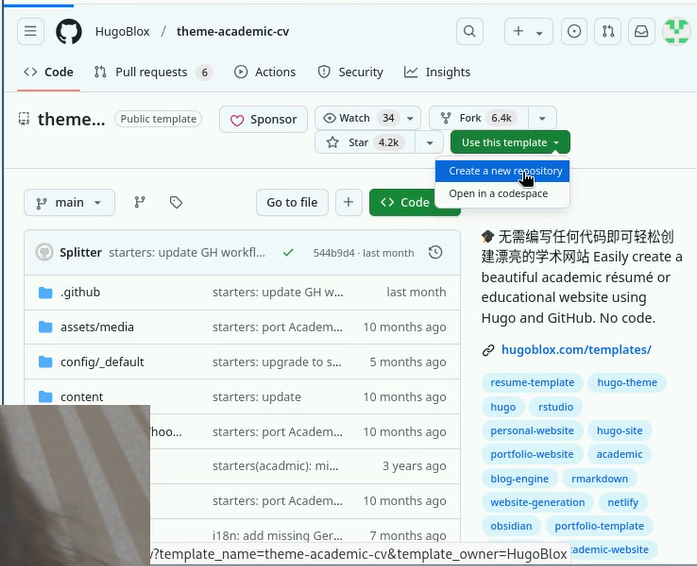 HugoBlox / theme-academic-cv
Code Pull requests 6 Actions Security Insights
theme... Public template Sponsor Watch 34 Fork 6.4k
Star 4.2k Use this template
Create a new repository
Open in a codespace
main Go to file + Code
Splitter starters: update GH workfl... 544b9d4 · last month
.github starters: update GH w... last month
assets/media starters: port Academ... 10 months ago
config/_default starters: upgrade to s... 5 months ago
content starters: update 10 months ago
/hoo... starters: port Academ... 10 months ago
starters(acadmic): mi... 3 years ago
starters: port Academ... 10 months ago
i18n: add missing Ger... 7 months ago
🎓 无需编写任何代码即可轻松创
建漂亮的学术网站 Easily create a
beautiful academic résumé or
educational website using
Hugo and GitHub. No code.
hugoblox.com/templates/
resume-template hugo-theme
hugo rstudio
personal-website hugo-site
portfolio-website academic
blog-engine rmarkdown
website-generation netlify
obsidian portfolio-template
academic-website
/?template_name=theme-academic-cv&template_owner=HugoBlox